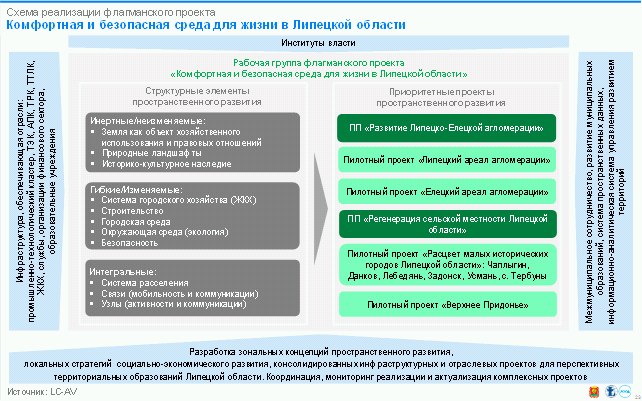 Схема реализации флагманского проекта
Комфортная и безопасная среда для жизни в Липецкой области
Институты власти
Инфраструктура, обеспечивающая отрасли:
промышлено-технологический кластер, ТЭК, АПК, ТРК, ТТЛК,
ЖКК, службы, организации финансового сектора,
образовательные учреждения
Рабочая группа флагманского проекта
«Комфортная и безопасная среда для жизни в Липецкой области»
Структурные элементы
пространственного развития
Инертные/неизменяемые:
• Земля как объект хозяйственного
использования и правовых отношений
• Природные ландшафты
• Историко-культурное наследие
Гибкие/Изменяемые:
• Система городского хозяйства (ЖКХ)
• Строительство
• Городская среда
• Окружающая среда (экология)
• Безопасность
Интегральные:
• Система расселения
• Связи (мобильность и коммуникации)
• Узлы (активности и коммуникации)
Приоритетные проекты
пространственного развития
ПП «Развитие Липецко-Елецкой агломерации»
Пилотный проект «Липецкий ареал агломерации»
Пилотный проект «Елецкий ареал агломерации»
ПП «Регенерация сельской местности Липецкой
области»
Пилотный проект «Расцвет малых исторических
городов Липецкой области»: Чаплыгин,
Данков, Лебедянь, Задонск, Усмань, с. Тербуны
Пилотный проект «Верхнее Придонье»
Межмуниципальное сотрудничество, развитие муниципальных
образований, система пространственных данных,
информационно-аналитическая система управления развитием
территорий
Разработка зональных концепций пространственного развития,
локальных стратегий социально-экономического развития, консолидированных инфраструктурных и отраслевых проектов для перспективных
территориальных образований Липецкой области. Координация, мониторинг реализации и актуализация комплексных проектов
Источник: LC-AV